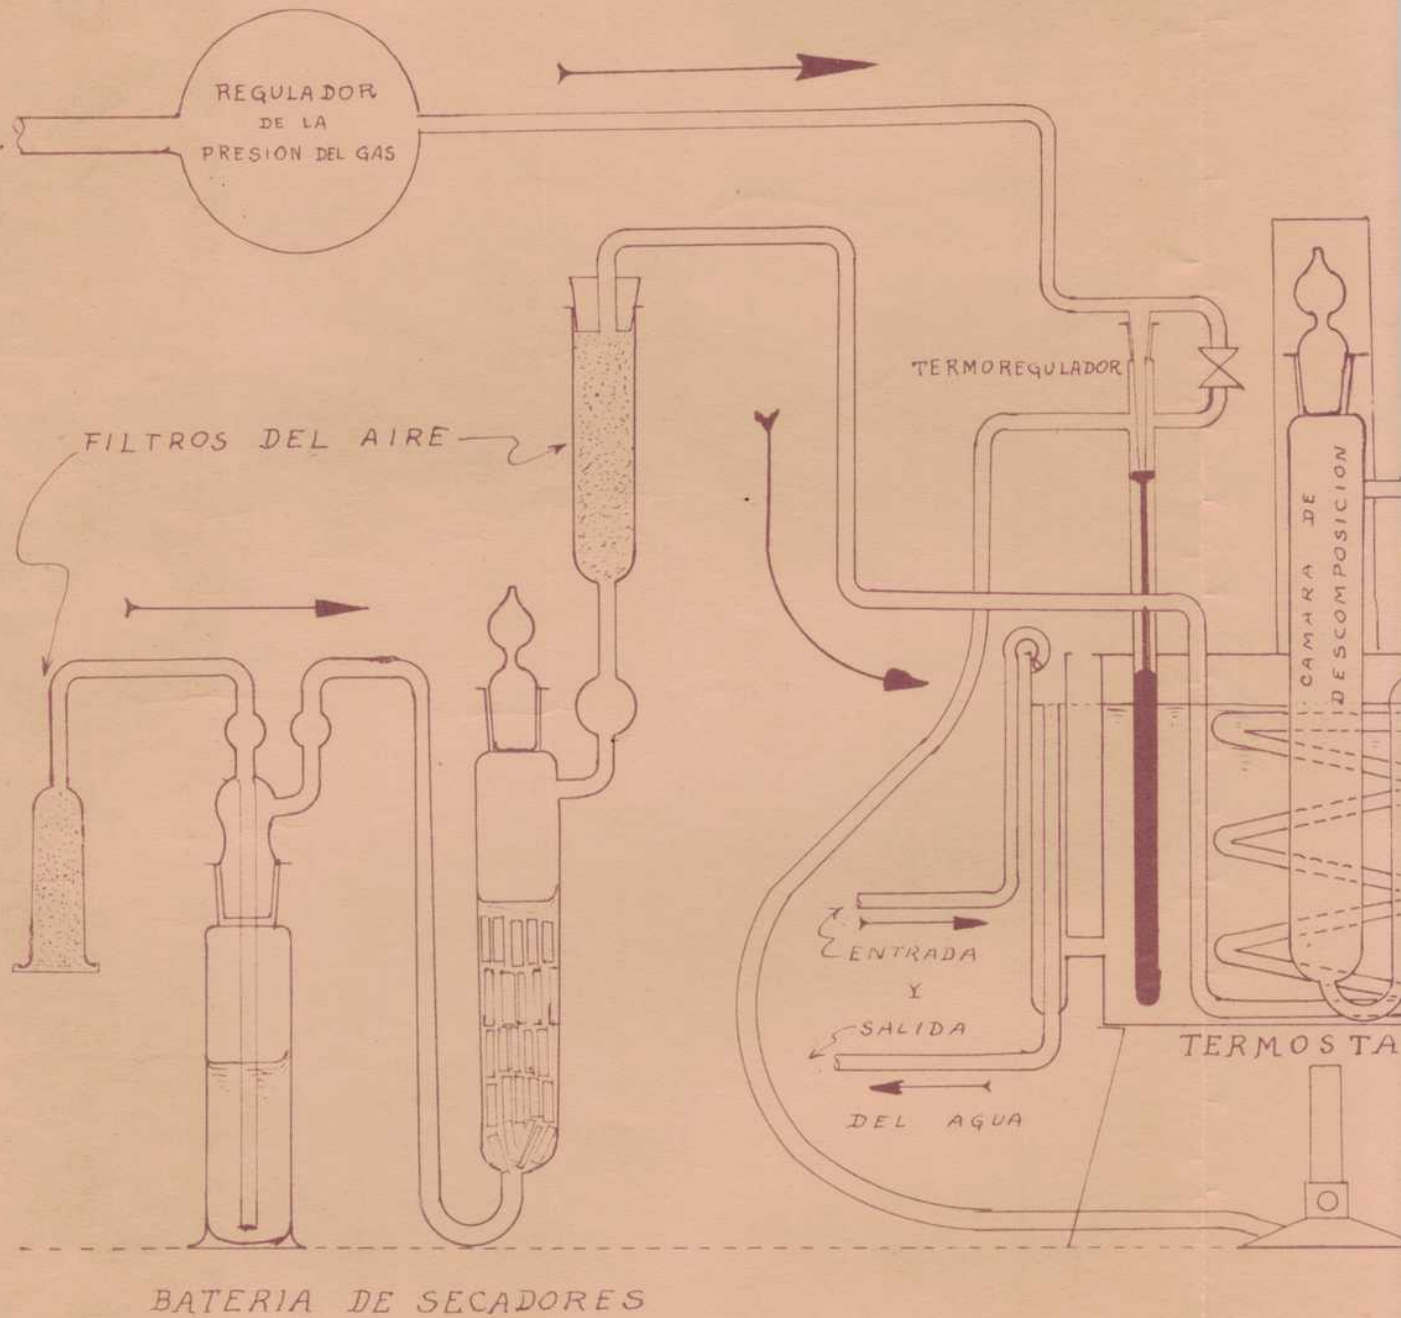 REGULADOR
DE LA
PRESION DEL GAS
TERMOREGULADOR
FILTROS DEL AIRE
CAMARA DE
DESCOMPOSICION
ENTRADA
Y
SALIDA
DEL AGUA
TERMOSTA
BATERIA DE SECADORES